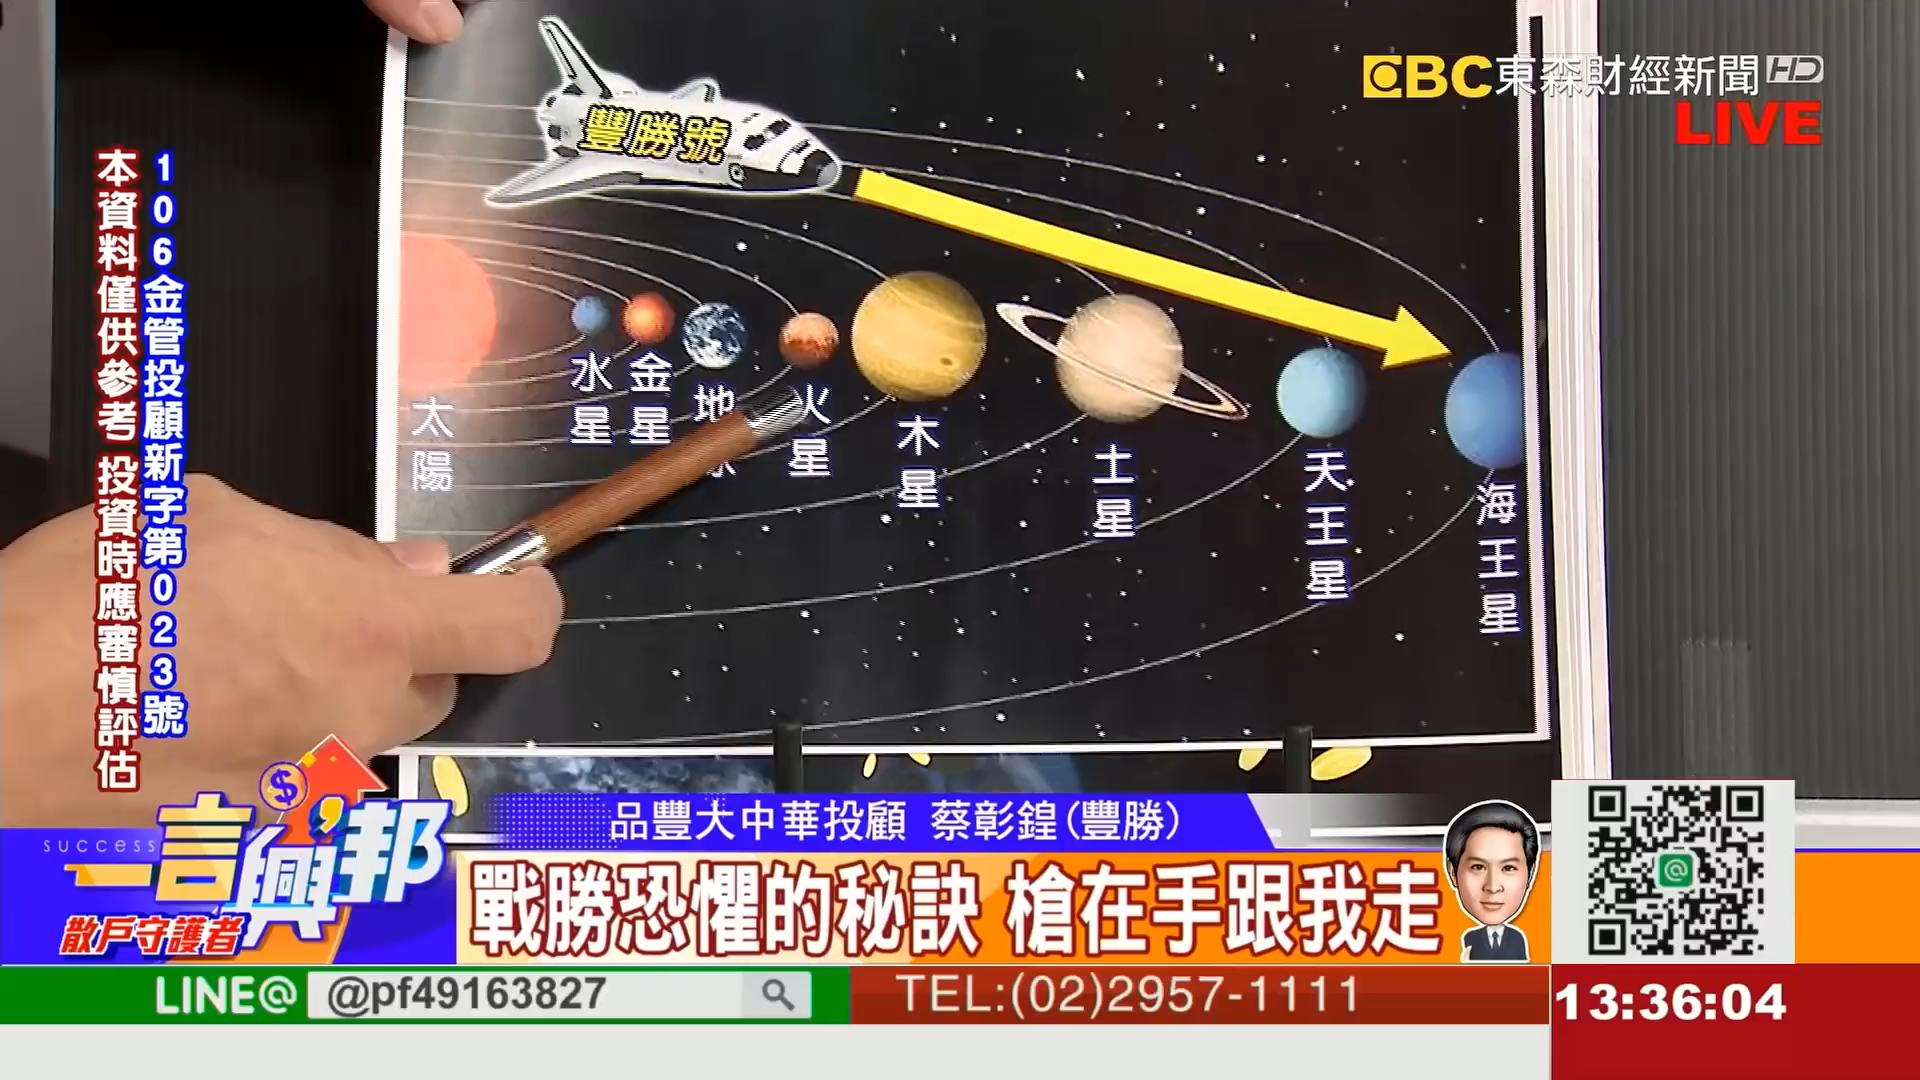 EBC東森財經新聞HD
LIVE
106金管投顧新字第023號
本資料僅供參考 投資時應審慎評估
豐勝號
太陽
水星
金星
地球
火星
木星
土星
天王星
海王星
success
一言興邦
散戶守護者
品豐大中華投顧 蔡彰鍠(豐勝)
戰勝恐懼的秘訣 槍在手跟我走
LINE@ @pf49163827
TEL:(02)2957-1111
13:36:04